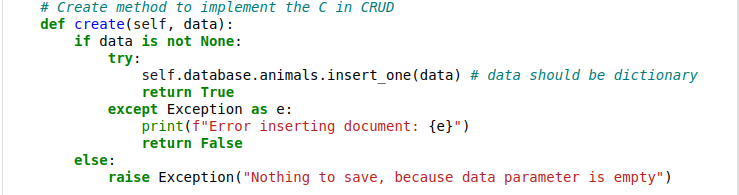 # Create method to implement the C in CRUD
def create(self, data):
    if data is not None:
        try:
            self.database.animals.insert_one(data) # data should be dictionary
            return True
        except Exception as e:
            print(f"Error inserting document: {e}")
            return False
    else:
        raise Exception("Nothing to save, because data parameter is empty")